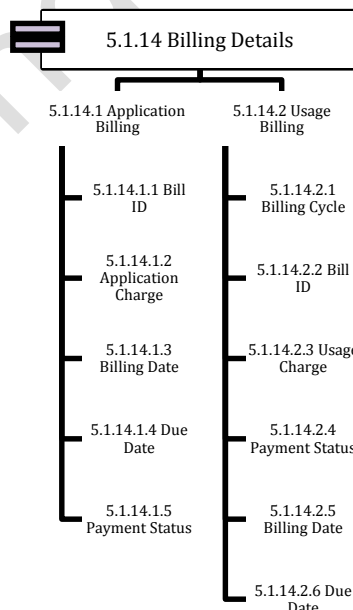 5.1.14 Billing Details
5.1.14.1 Application
Billing
5.1.14.1.1 Bill
ID
5.1.14.1.2
Application
Charge
5.1.14.1.3
Billing Date
5.1.14.1.4 Due
Date
5.1.14.1.5
Payment Status
5.1.14.2 Usage
Billing
5.1.14.2.1
Billing Cycle
5.1.14.2.2 Bill
ID
5.1.14.2.3 Usage
Charge
5.1.14.2.4
Payment Status
5.1.14.2.5
Billing Date
5.1.14.2.6 Due
Date